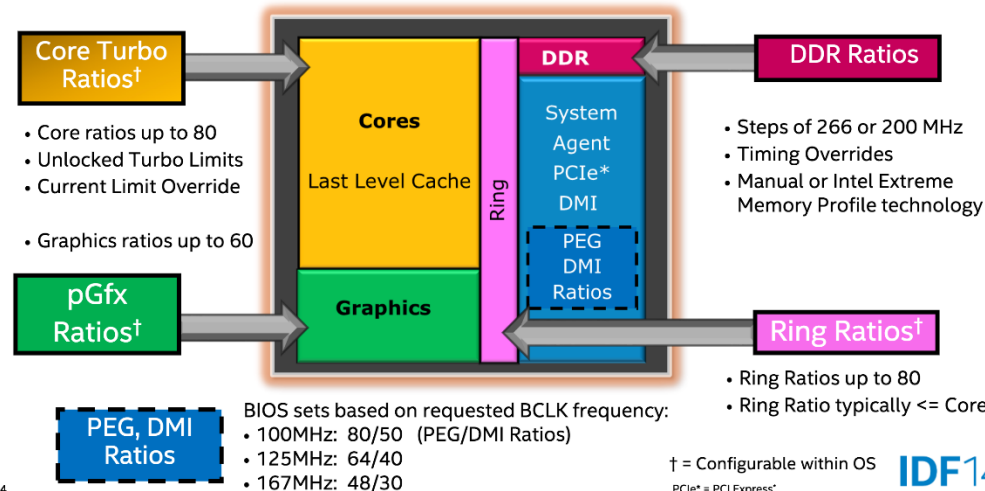 Core Turbo
Ratios†
• Core ratios up to 80
• Unlocked Turbo Limits
• Current Limit Override
• Graphics ratios up to 60
pGfx
Ratios†
Cores
Last Level Cache
Graphics
Ring
DDR
System
Agent
PCIe*
DMI
PEG
DMI
Ratios
DDR Ratios
• Steps of 266 or 200 MHz
• Timing Overrides
• Manual or Intel Extreme
Memory Profile technology
Ring Ratios†
• Ring Ratios up to 80
• Ring Ratio typically <= Core
PEG, DMI
Ratios
BIOS sets based on requested BCLK frequency:
• 100MHz: 80/50 (PEG/DMI Ratios)
• 125MHz: 64/40
• 167MHz: 48/30
† = Configurable within OS
PCIe* = PCI Express*
IDF14
4